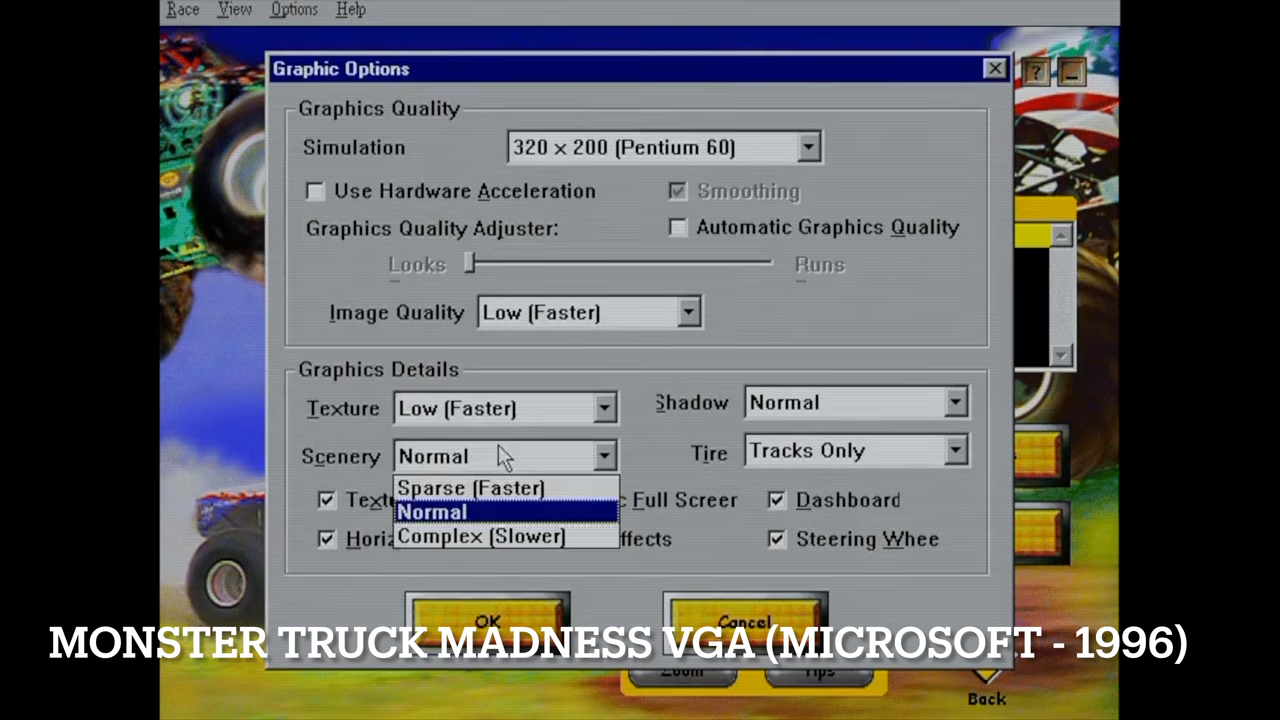 Race View Options Help
Graphic Options
?
Graphics Quality
Simulation 320 x 200 (Pentium 60)
Use Hardware Acceleration Smoothing
Graphics Quality Adjuster: Automatic Graphics Quality
Looks Runs
Image Quality Low (Faster)
Graphics Details
Texture Low (Faster) Shadow Normal
Scenery Normal Tire Tracks Only
Sparse (Faster)
Normal
Complex (Slower)
Full Screer Dashboard
Steering Whee
OK Cancel
MONSTER TRUCK MADNESS VGA (MICROSOFT - 1996)
Zoom Tips
Back